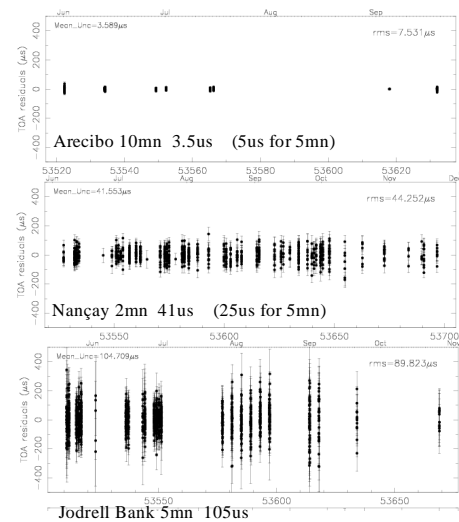 Jun Jul Aug Sep
Mean_Unc=3.589μs rms=7.531μs
400
200
0
-200
-400
TOA residuals (μs)
Arecibo 10mn 3.5us (5us for 5mn)
53520 53540 53560 53580 53600 53620
Jun Jul Aug Sep Oct Nov Dec
Mean_Unc=41.553μs rms=44.252μs
400
200
0
-200
-400
TOA residuals (μs)
Nançay 2mn 41us (25us for 5mn)
53550 53600 53650 53700
Jun Jul Aug Sep Oct Nov
Mean_Unc=104.709μs rms=89.823μs
400
200
0
-200
-400
TOA residuals (μs)
53550 53600 53650
Jodrell Bank 5mn 105us